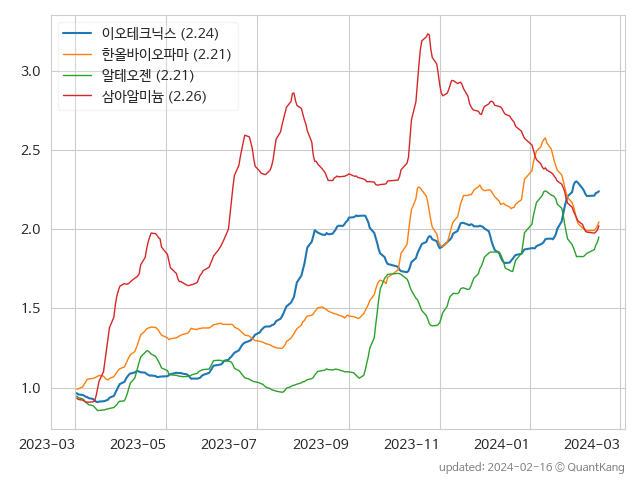 이오테크닉스 (2.24)
한올바이오파마 (2.21)
알테오젠 (2.21)
삼아알미늄 (2.26)
3.0
2.5
2.0
1.5
1.0
2023-03 2023-05 2023-07 2023-09 2023-11 2024-01 2024-03
updated: 2024-02-16 © QuantKang